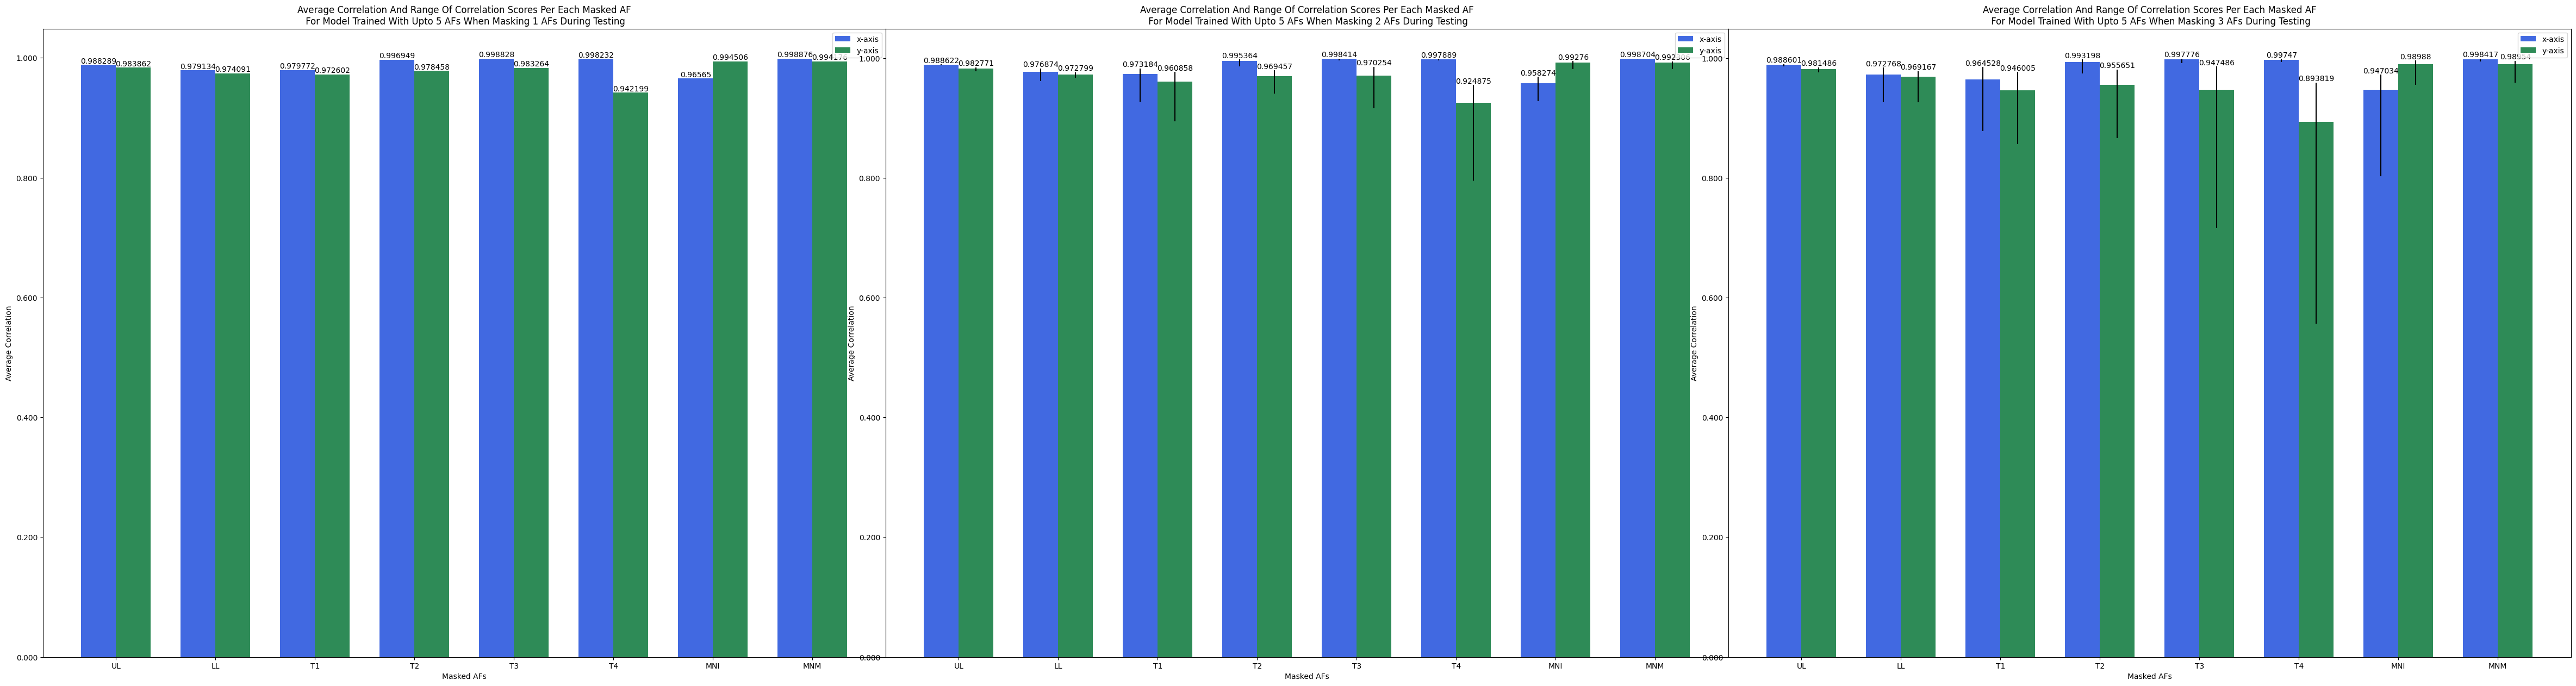 Average Correlation And Range Of Correlation Scores Per Each Masked AF
For Model Trained With Upto 5 AFs When Masking 1 AFs During Testing
x-axis
y-axis
1.000
0.800
0.600
0.400
0.200
0.000
Average Correlation
0.988289
0.983862
0.979134
0.974091
0.979772
0.972602
0.996949
0.978458
0.998828
0.983264
0.998232
0.942199
0.96565
0.994506
0.998876
UL
LL
T1
T2
T3
T4
MNI
MNM
Masked AFs
Average Correlation And Range Of Correlation Scores Per Each Masked AF
For Model Trained With Upto 5 AFs When Masking 2 AFs During Testing
x-axis
y-axis
1.000
0.800
0.600
0.400
0.200
0.000
Average Correlation
0.988622
0.982771
0.976874
0.972799
0.973184
0.960858
0.995364
0.969457
0.998414
0.970254
0.997889
0.924875
0.958274
0.99276
0.998704
UL
LL
T1
T2
T3
T4
MNI
MNM
Masked AFs
Average Correlation And Range Of Correlation Scores Per Each Masked AF
For Model Trained With Upto 5 AFs When Masking 3 AFs During Testing
x-axis
y-axis
1.000
0.800
0.600
0.400
0.200
0.000
Average Correlation
0.988601
0.981486
0.972768
0.969167
0.964528
0.946005
0.993198
0.955651
0.997776
0.947486
0.99747
0.893819
0.947034
0.98988
0.998417
UL
LL
T1
T2
T3
T4
MNI
MNM
Masked AFs